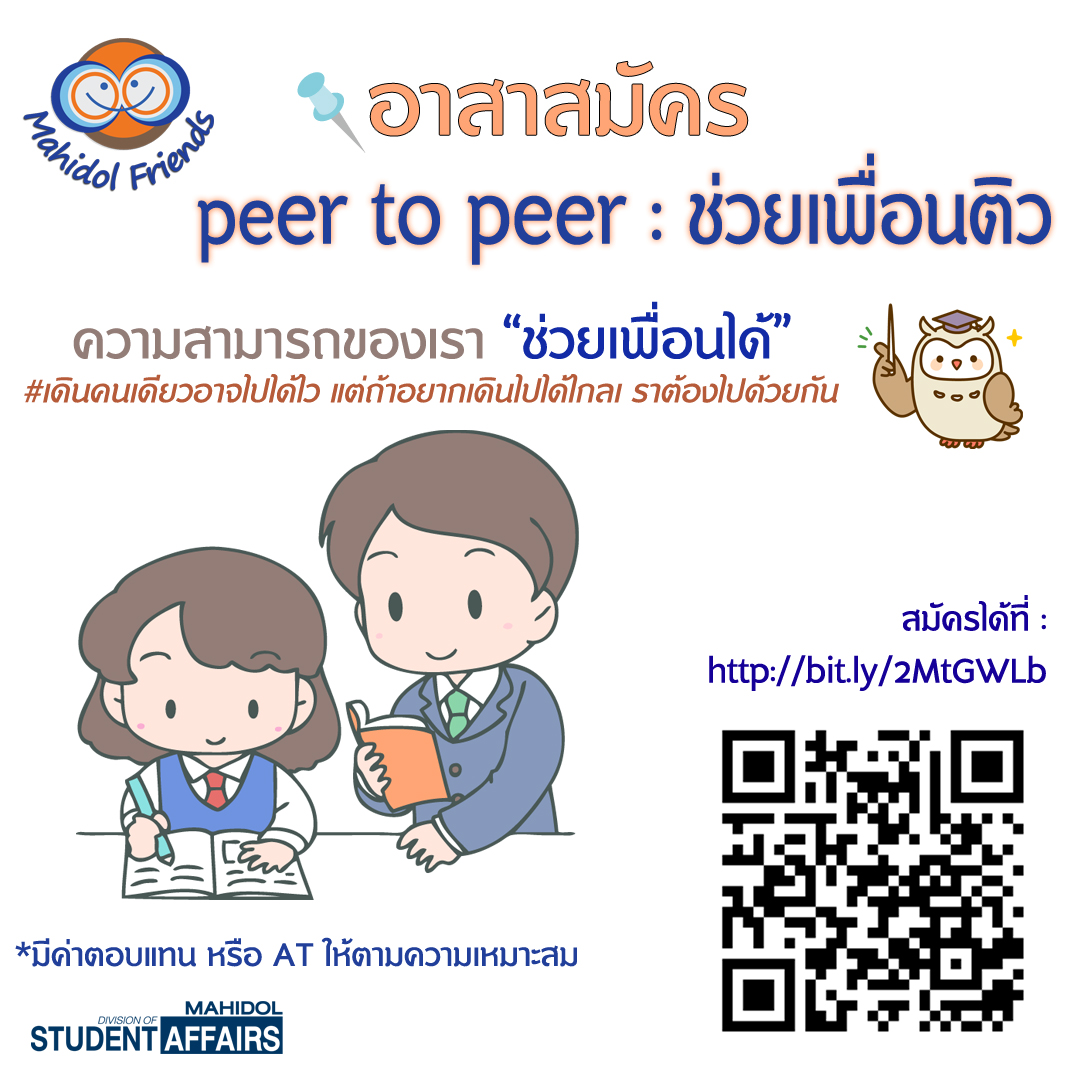 Mahidol Friends
อาสาสมัคร
peer to peer : ช่วยเพื่อนติว
ความสามารถของเรา “ช่วยเพื่อนได้”
#เดินคนเดียวอาจไปได้ไว แต่ถ้าอยากเดินไปได้ไกลเ ราต้องไปด้วยกัน
สมัครได้ที่ :
http://bit.ly/2MtGWLb
*มีค่าตอบแทน หรือ AT ให้ตามความเหมาะสม
MAHIDOL
DIVISION OF
STUDENT AFFAIRS